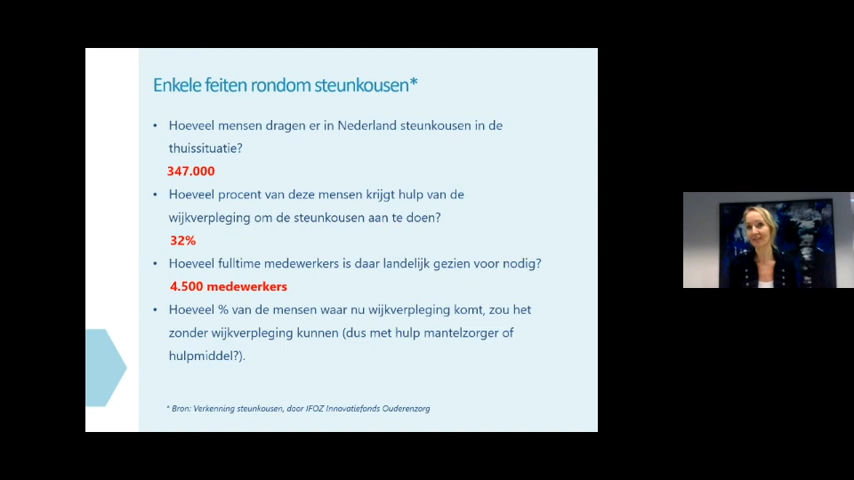 Enkele feiten rondom steunkousen*
• Hoeveel mensen dragen er in Nederland steunkousen in de
thuissituatie?
347.000
• Hoeveel procent van deze mensen krijgt hulp van de
wijkverpleging om de steunkousen aan te doen?
32%
• Hoeveel fulltime medewerkers is daar landelijk gezien voor nodig?
4.500 medewerkers
• Hoeveel % van de mensen waar nu wijkverpleging komt, zou het
zonder wijkverpleging kunnen (dus met hulp mantelzorger of
hulpmiddel?).
* Bron: Verkenning steunkousen, door IFOZ Innovatiefonds Ouderenzorg